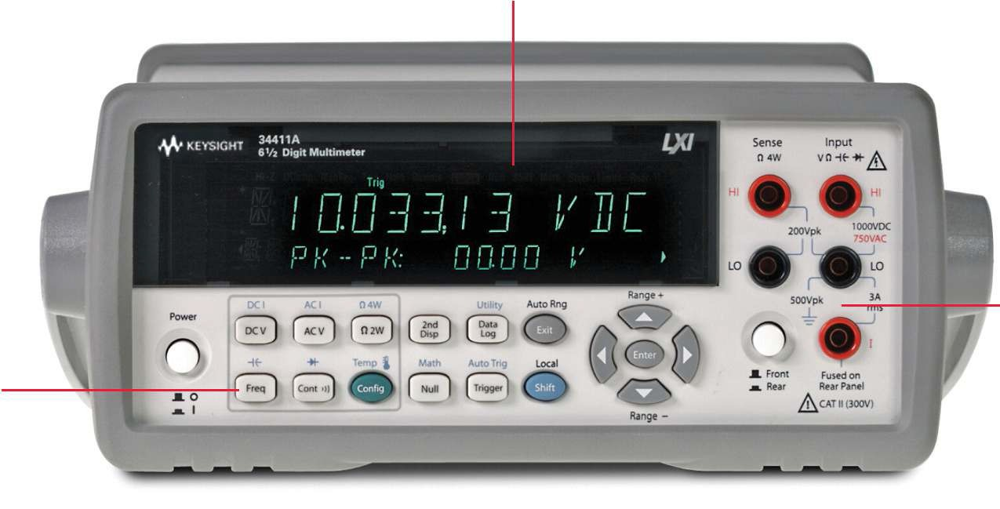 KEYSIGHT
34411A
6½ Digit Multimeter
LXI
Trig
10.033,13 VDC
PK-PK: 00.00 V
Sense
Ω 4W
Input
V Ω
HI
HI
200Vpk
1000VDC
750VAC
LO
LO
500Vpk
3A
rms
I
Fused on
Rear Panel
CAT II (300V)
Front
Rear
Power
O
I
DC I
AC I
Ω 4W
Utility
Auto Rng
DC V
AC V
Ω 2W
2nd
Disp
Data
Log
Exit
Temp
Math
Auto Trig
Local
Freq
Cont
Config
Null
Trigger
Shift
Range +
Enter
Range –